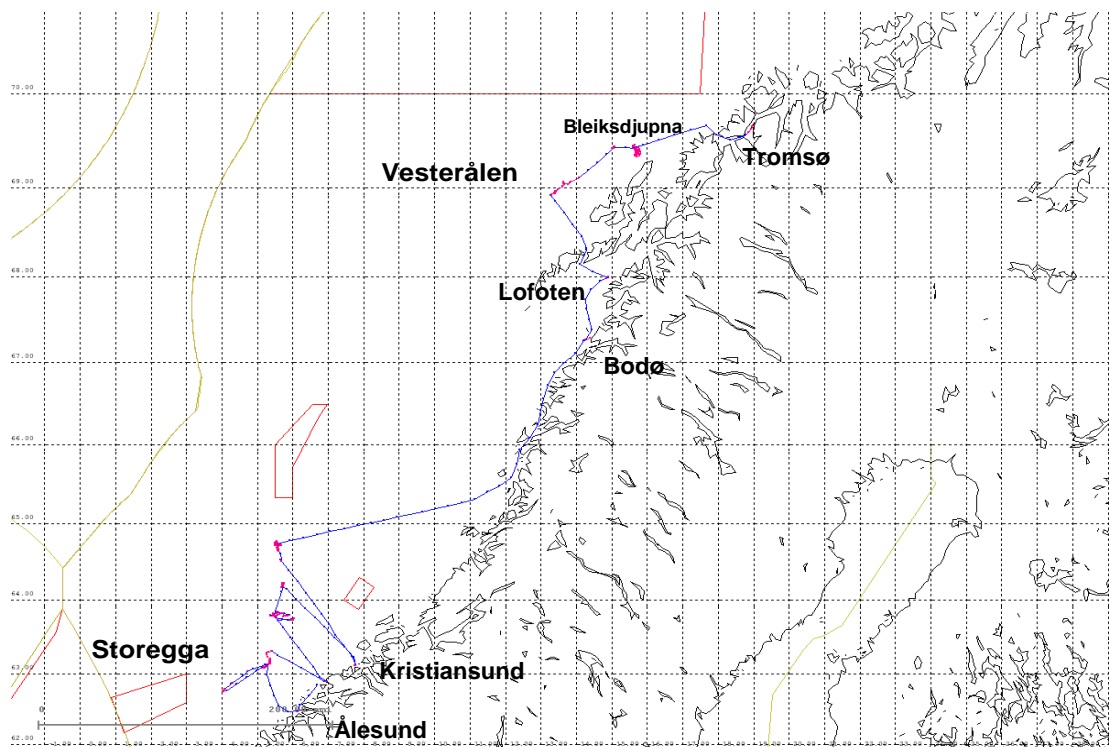 70.00
Bleiksdjupna
Tromsø
Vesterålen
69.00
68.00
Lofoten
67.00
Bodø
66.00
65.00
64.00
Storegga
63.00
Kristiansund
0
Ålesund
62.00